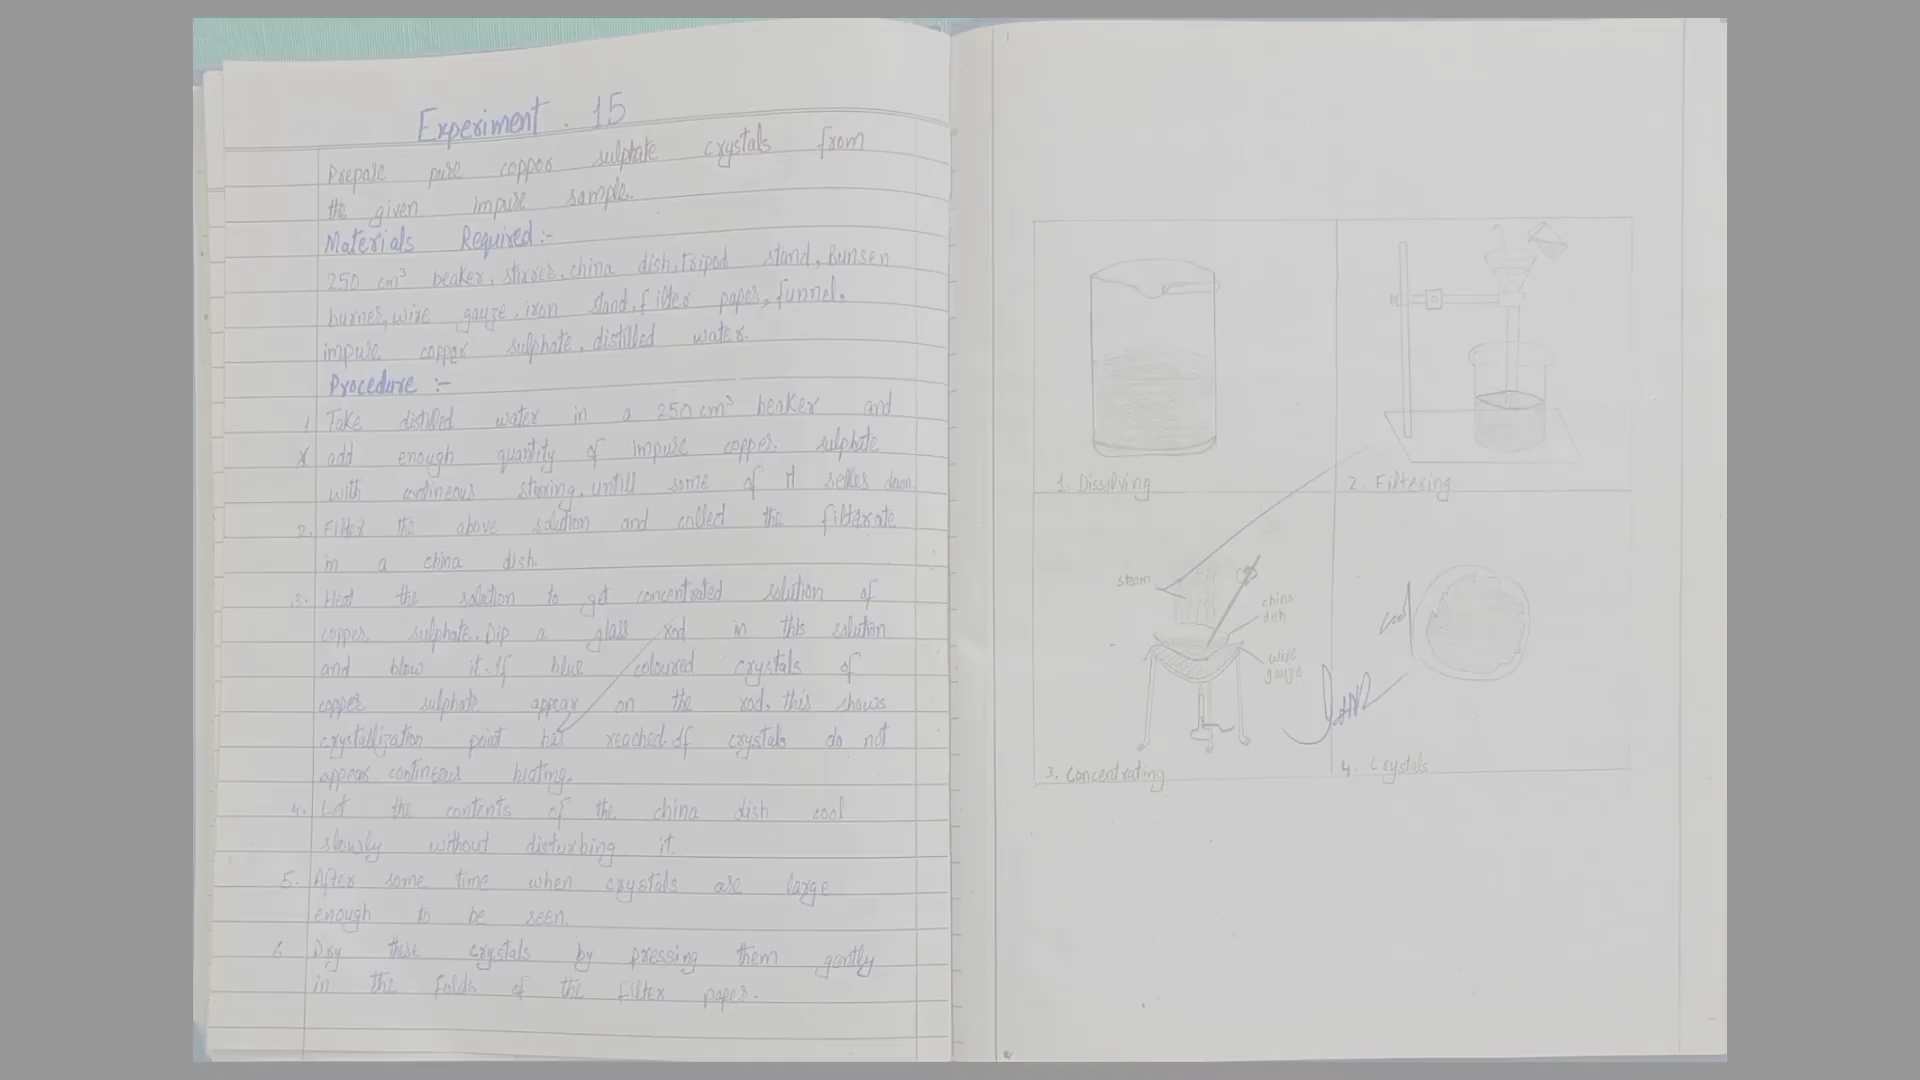 Experiment . 15
Prepare pure coppor sulphate crystals from
the given impure sample.
Materials Required:-
250 cm³ beaker, stirrer, china dish, tripod stand, Bunsen
burner, wire gauze, iron stand, filter paper, funnel,
impure coppar sulphate, distilled water.
Procedure :-
1 Take distilled water in a 250 cm³ beaker and
add enough quantity of impure copper sulphate
with contineous stirring, untill some of it settles down.
2. Filter the above solution and collect the filtrate
in a china dish.
3. Heat the solution to get concentrated solution of
copper sulphate. Dip a glass rod in this solution
and blow it. If blue coloured crystals of
copper sulphate appear on the rod, this shows
crystallization point has reached. If crystals do not
appear, contineous heating.
4. Let the contents of the china dish cool
slowly without disturbing it.
5. After some time when crystals are large
enough to be seen.
6. Dry these crystals by pressing them gently
in the folds of the filter paper.
1. Dissolving
2. Filtering
steam
china
dish
wire
gauze
3. Concentrating
4. Crystals